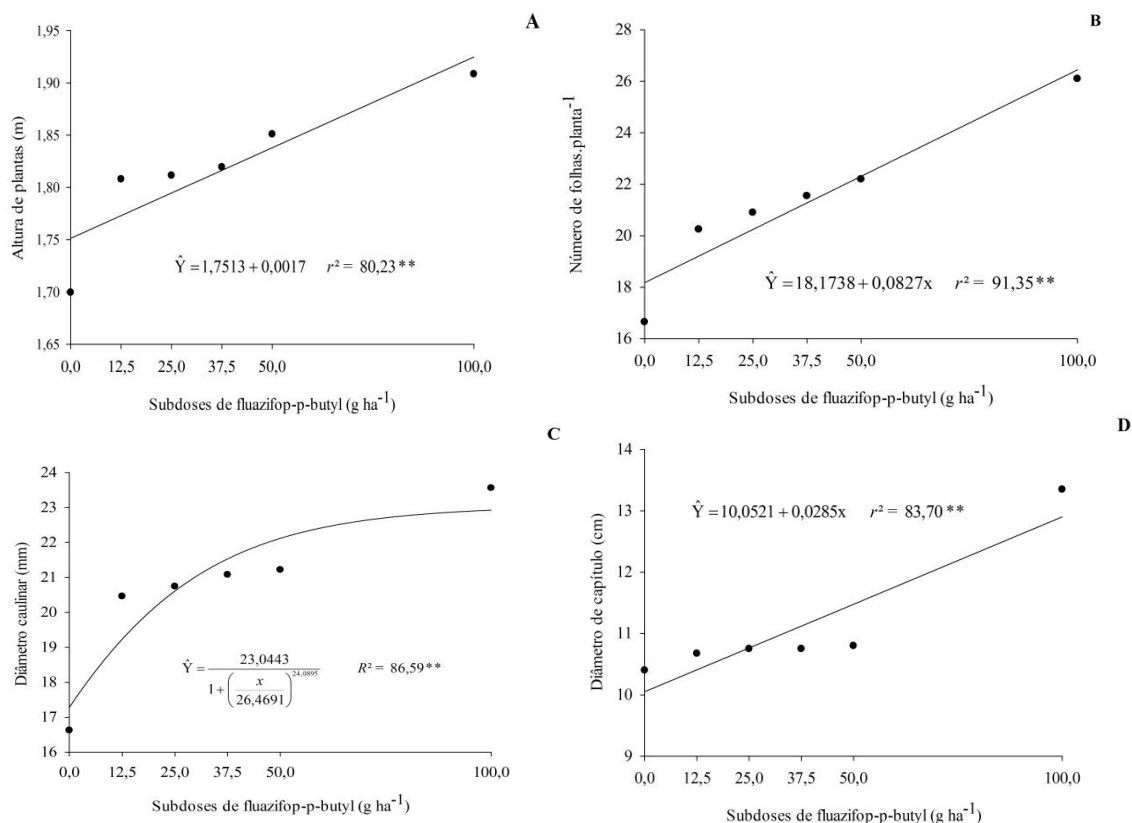 A
Altura de plantas (m)
1,95
1,90
1,85
1,80
1,75
1,70
1,65
Ŷ = 1,7513 + 0,0017 r² = 80,23 **
0,0 12,5 25,0 37,5 50,0 100,0
Subdoses de fluazifop-p-butyl (g ha⁻¹)
B
Número de folhas.planta⁻¹
28
26
24
22
20
18
16
Ŷ = 18,1738 + 0,0827x r² = 91,35 **
0,0 12,5 25,0 37,5 50,0 100,0
Subdoses de fluazifop-p-butyl (g ha⁻¹)
C
Diâmetro caulinar (mm)
24
23
22
21
20
19
18
17
16
Ŷ = 23,0443 / 1 + (x / 26,4691)^24,0895 R² = 86,59 **
0,0 12,5 25,0 37,5 50,0 100,0
Subdoses de fluazifop-p-butyl (g ha⁻¹)
D
Diâmetro de capítulo (cm)
14
13
12
11
10
9
Ŷ = 10,0521 + 0,0285x r² = 83,70 **
0,0 12,5 25,0 37,5 50,0 100,0
Subdoses de fluazifop-p-butyl (g ha⁻¹)